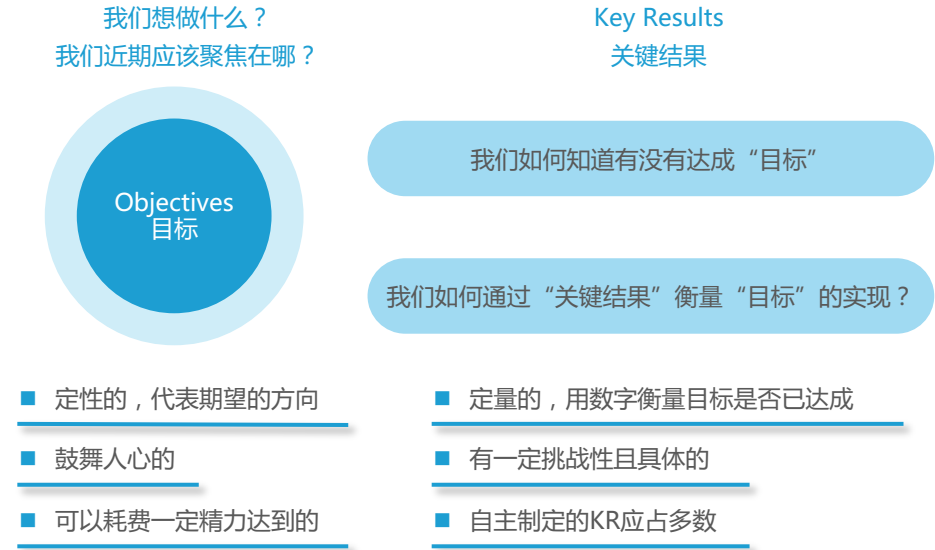 我们想做什么？
我们近期应该聚焦在哪？
Objectives
目标
定性的，代表期望的方向
鼓舞人心的
可以耗费一定精力达到的
Key Results
关键结果
我们如何知道有没有达成“目标”
我们如何通过“关键结果”衡量“目标”的实现？
定量的，用数字衡量目标是否已达成
有一定挑战性且具体的
自主制定的KR应占多数